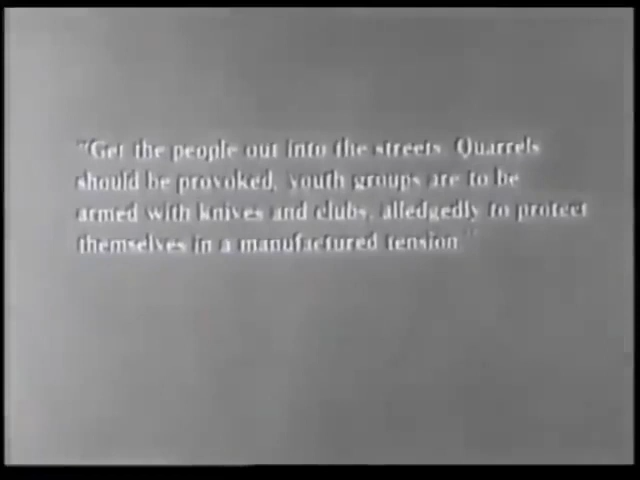 "Get the people out into the streets. Quarrels
should be provoked, youth groups are to be
armed with knives and clubs, alledgedly to protect
themselves in a manufactured tension."